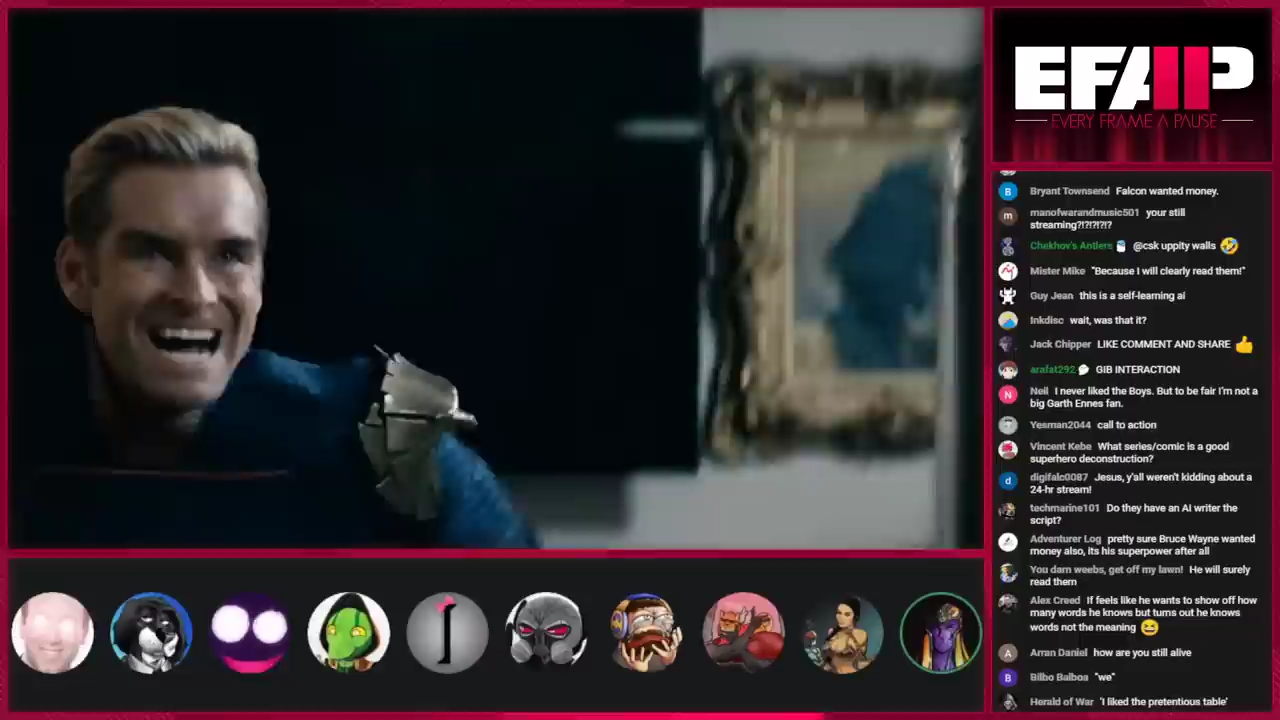 EFAP
EVERY FRAME A PAUSE
Bryant Townsend Falcon wanted money.
manofwarandmusic501 your still
streaming?!?!?!?!?
Chekhov's Antlers @csk uppity walls
Mister Mike "Because I will clearly read them!"
Guy Jean this is a self-learning ai
Inkdisc wait, was that it?
Jack Chipper LIKE COMMENT AND SHARE
arafat292 GIB INTERACTION
N Neil I never liked the Boys. But to be fair I'm not a
big Garth Ennes fan.
Yesman2044 call to action
Vincent Kebe What series/comic is a good
superhero deconstruction?
d digifalc0087 Jesus, y'all weren't kidding about a
24-hr stream!
techmarine101 Do they have an AI writer the
script?
Adventurer Log pretty sure Bruce Wayne wanted
money also, its his superpower after all
You darn weebs, get off my lawn! He will surely
read them
Alex Creed If feels like he wants to show off how
many words he knows but turns out he knows
words not the meaning
A Arran Daniel how are you still alive
B Bilbo Balboa "we"
Herald of War 'I liked the pretentious table'